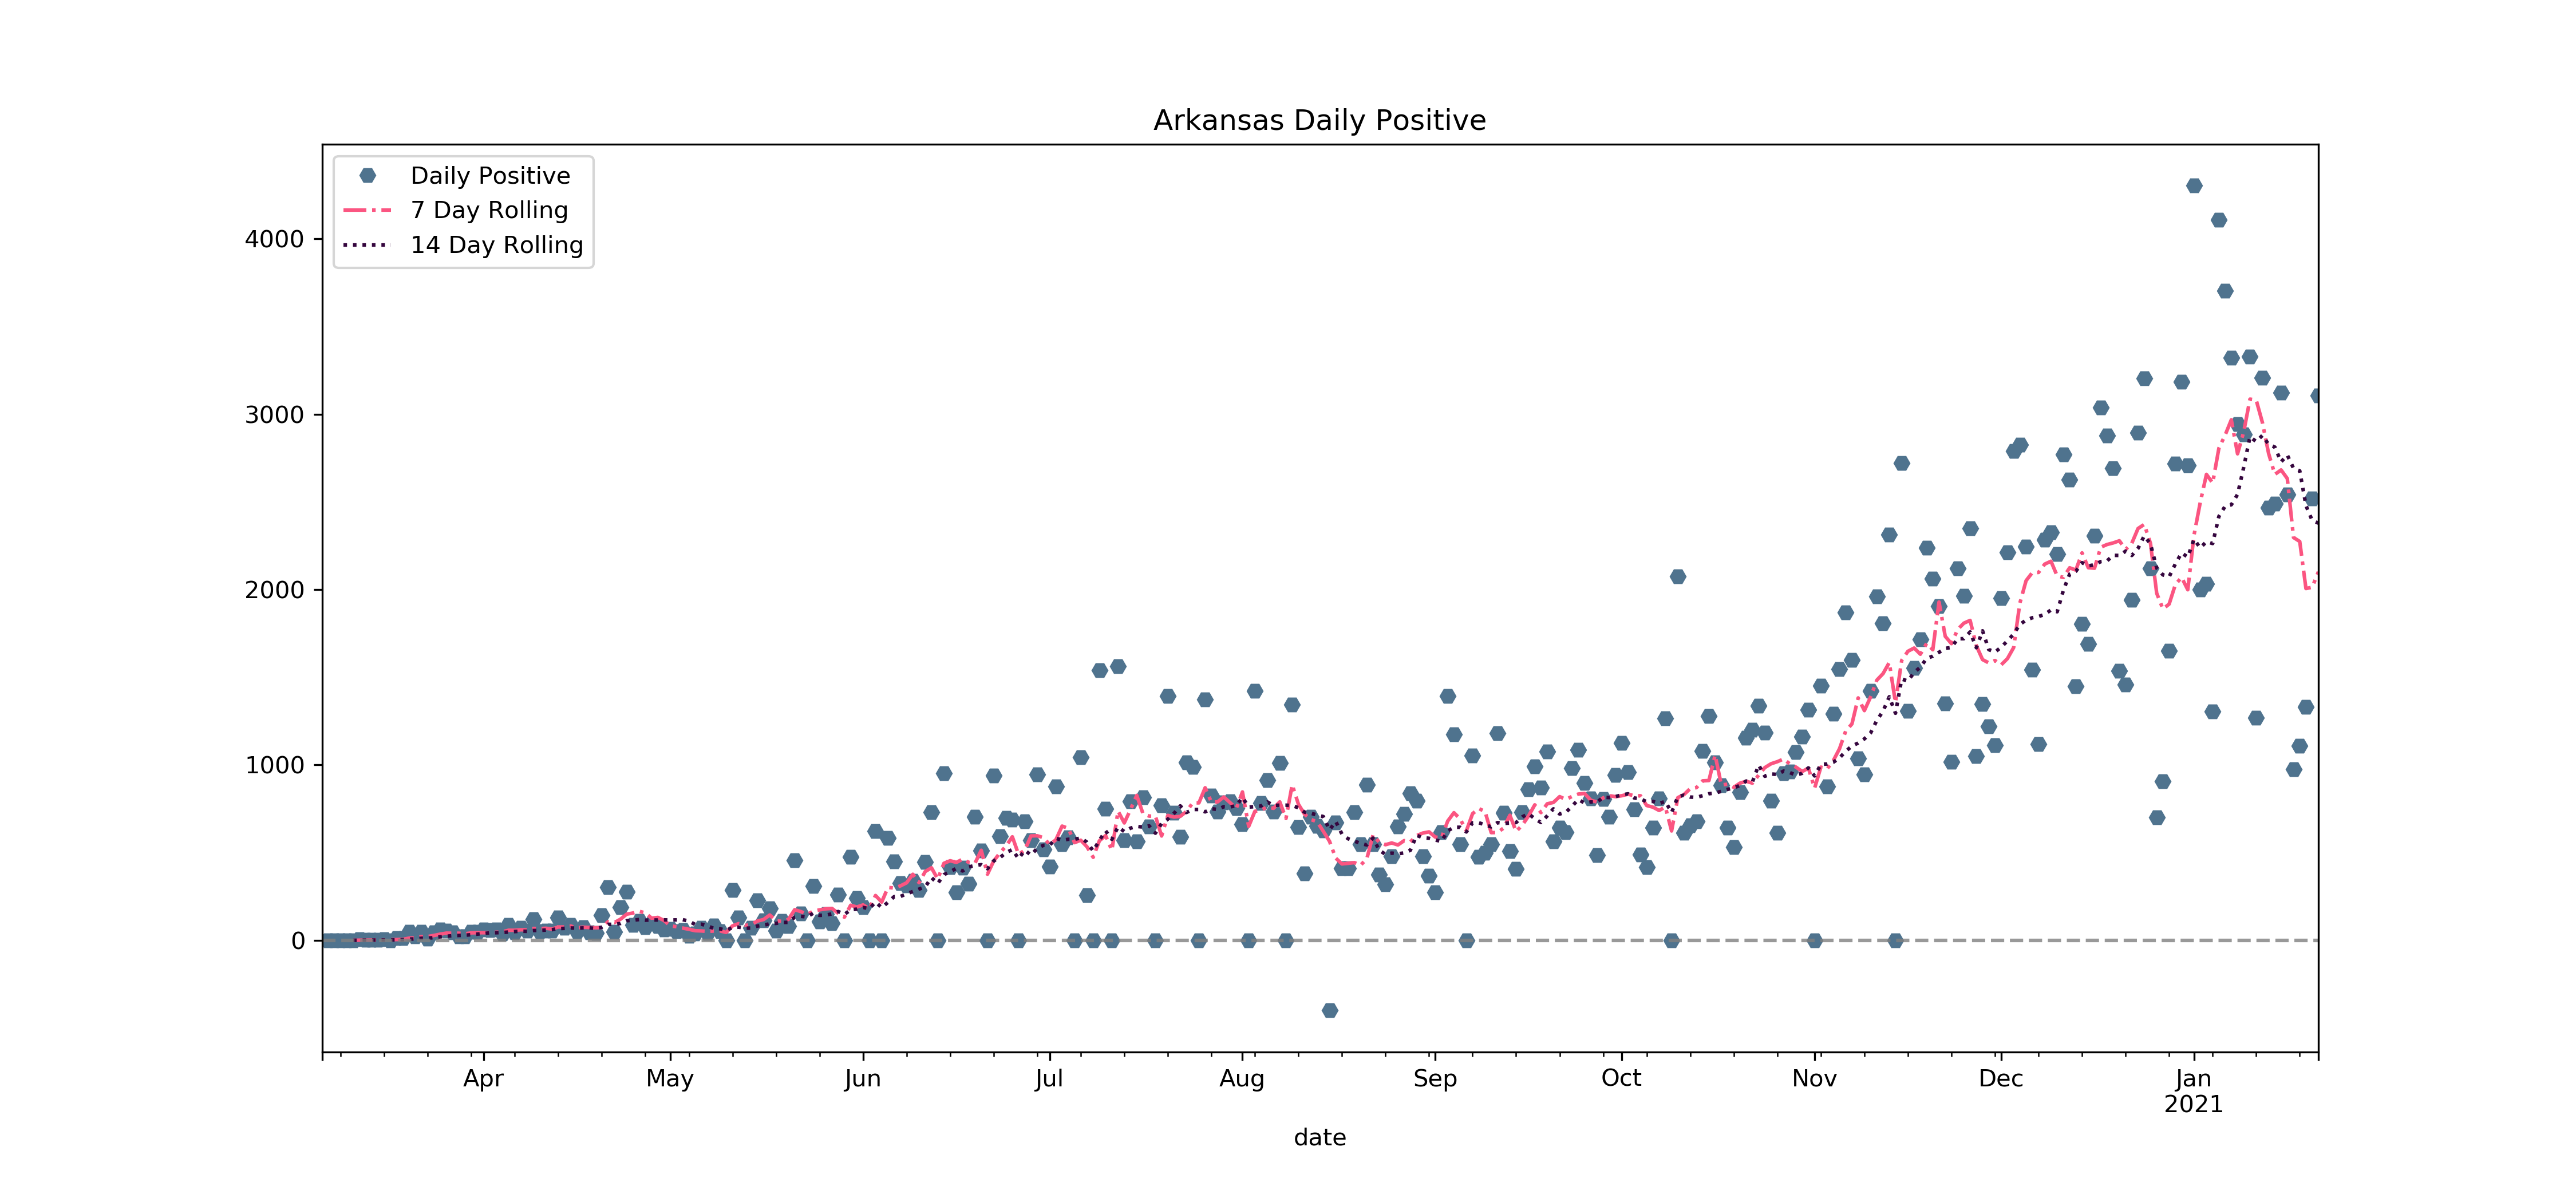 Arkansas Daily Positive
Daily Positive
7 Day Rolling
14 Day Rolling
4000
3000
2000
1000
0
Apr May Jun Jul Aug Sep Oct Nov Dec Jan
2021
date